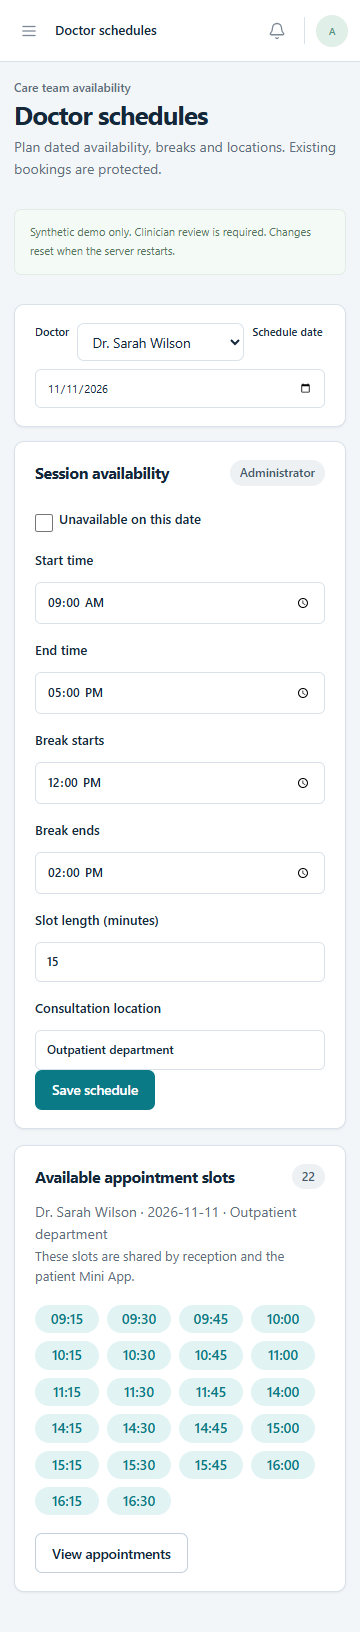 Doctor schedules
A
Care team availability
Doctor schedules
Plan dated availability, breaks and locations. Existing
bookings are protected.
Synthetic demo only. Clinician review is required. Changes
reset when the server restarts.
Doctor Dr. Sarah Wilson Schedule date
11/11/2026
Session availability Administrator
Unavailable on this date
Start time
09:00 AM
End time
05:00 PM
Break starts
12:00 PM
Break ends
02:00 PM
Slot length (minutes)
15
Consultation location
Outpatient department
Save schedule
Available appointment slots 22
Dr. Sarah Wilson · 2026-11-11 · Outpatient
department
These slots are shared by reception and the
patient Mini App.
09:15 09:30 09:45 10:00
10:15 10:30 10:45 11:00
11:15 11:30 11:45 14:00
14:15 14:30 14:45 15:00
15:15 15:30 15:45 16:00
16:15 16:30
View appointments